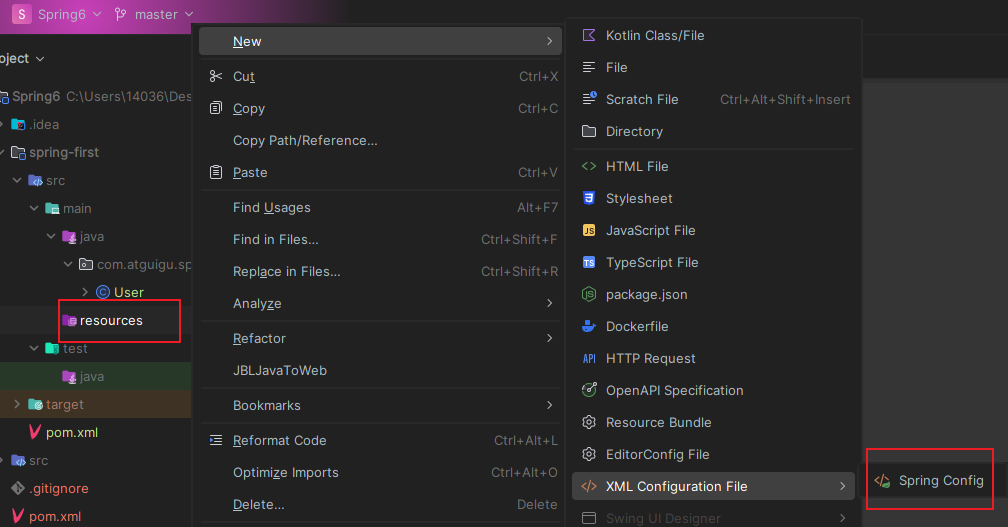 S Spring6 master
oject
Spring6 C:\Users\14036\Des
.idea
spring-first
src
main
java
com.atguigu.sp
User
resources
test
java
target
pom.xml
src
.gitignore
pom.xml
New
Cut Ctrl+X
Copy Ctrl+C
Copy Path/Reference...
Paste Ctrl+V
Find Usages Alt+F7
Find in Files... Ctrl+Shift+F
Replace in Files... Ctrl+Shift+R
Analyze
Refactor
JBLJavaToWeb
Bookmarks
Reformat Code Ctrl+Alt+L
Optimize Imports Ctrl+Alt+O
Delete... Delete
Kotlin Class/File
File
Scratch File Ctrl+Alt+Shift+Insert
Directory
HTML File
Stylesheet
JS JavaScript File
TS TypeScript File
package.json
Dockerfile
API HTTP Request
OpenAPI Specification
Resource Bundle
EditorConfig File
XML Configuration File
Swing UI Designer
Spring Config